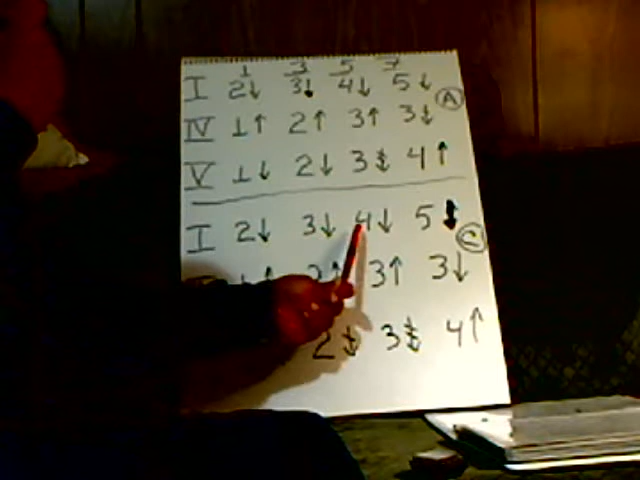 1 3 5 7
I 2↓ 3↓ 4↓ 5↓ A
IV 1↑ 2↑ 3↑ 3↓
V 1↓ 2↓ 3 4↑
I 2↓ 3↓ 4↓ 5 C
3↑ 3↓
2 3 4↑